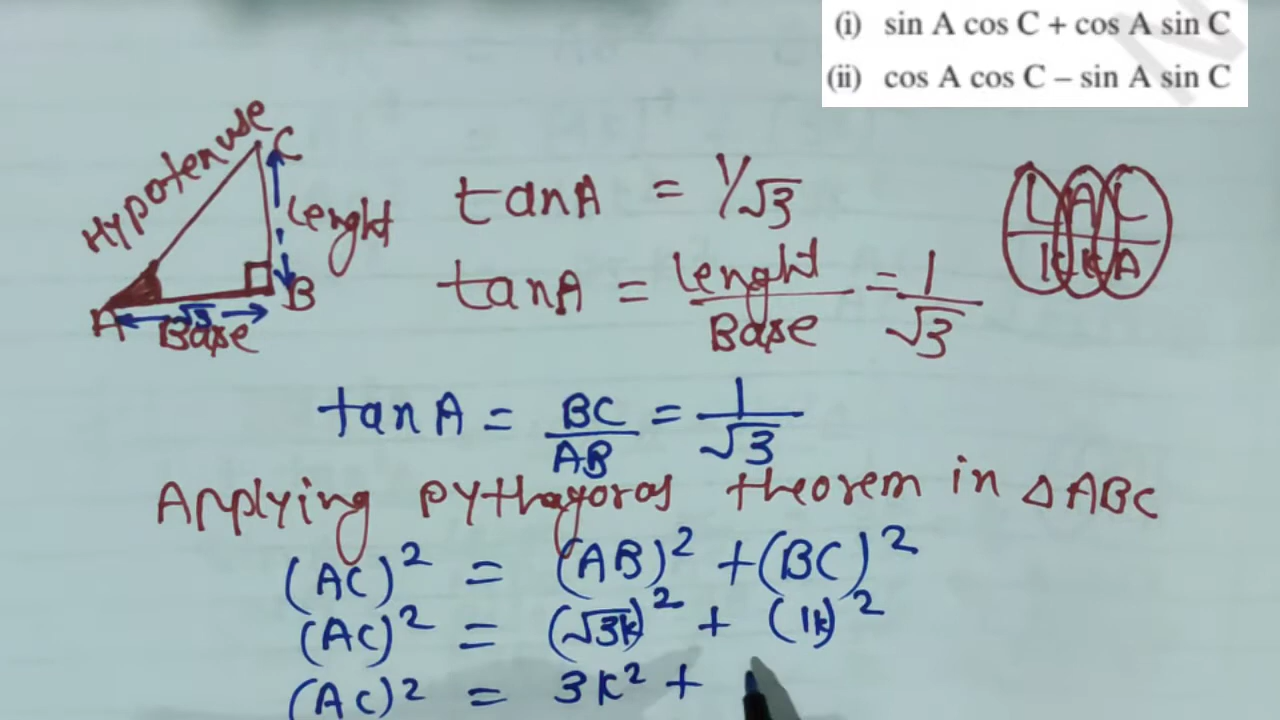 (i) sin A cos C + cos A sin C
(ii) cos A cos C – sin A sin C
Hypotenuse
C
Lenght
A
B
√3
Base
tanA = 1/√3
L A C
K K A
tanA = Lenght/Base = 1/√3
tanA = BC/AB = 1/√3
Applying pythagoras theorem in △ABC
(AC)² = (AB)² + (BC)²
(AC)² = (√3k)² + (1k)²
(AC)² = 3k² +